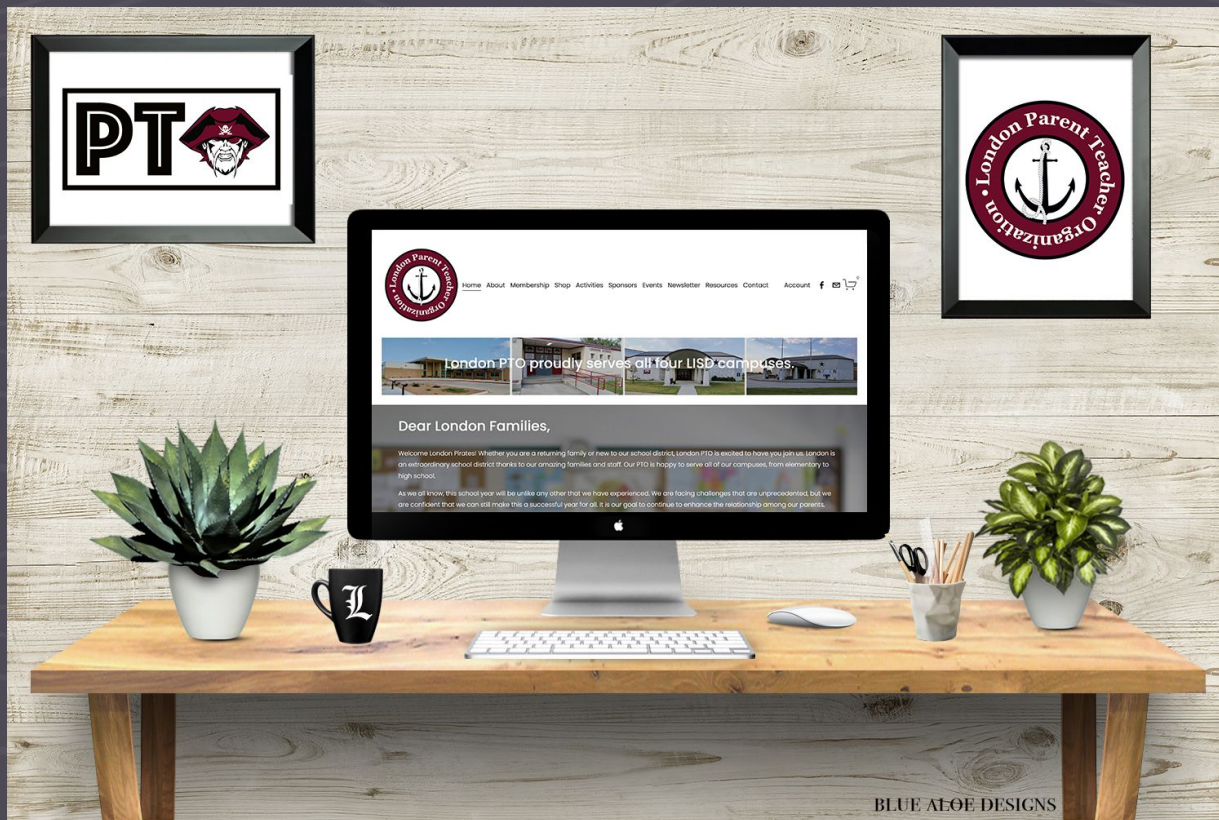 PT
London Parent Teacher Organization •
London Parent Teacher Organization •
Home About Membership Shop Activities Sponsors Events Newsletter Resources Contact Account
0
London PTO proudly serves all four LISD campuses.
Dear London Families,
Welcome London Pirates! Whether you are a returning family or new to our school district, London PTO is excited to have you join us. London is
an extraordinary school district thanks to our amazing families and staff. Our PTO is happy to serve all of our campuses, from elementary to
high school.
As we all know, this school year will be unlike any other that we have experienced. We are facing challenges that are unprecedented, but we
are confident that we can still make this a successful year for all. It is our goal to continue to enhance the relationship among our parents,
L
BLUE ALOE DESIGNS